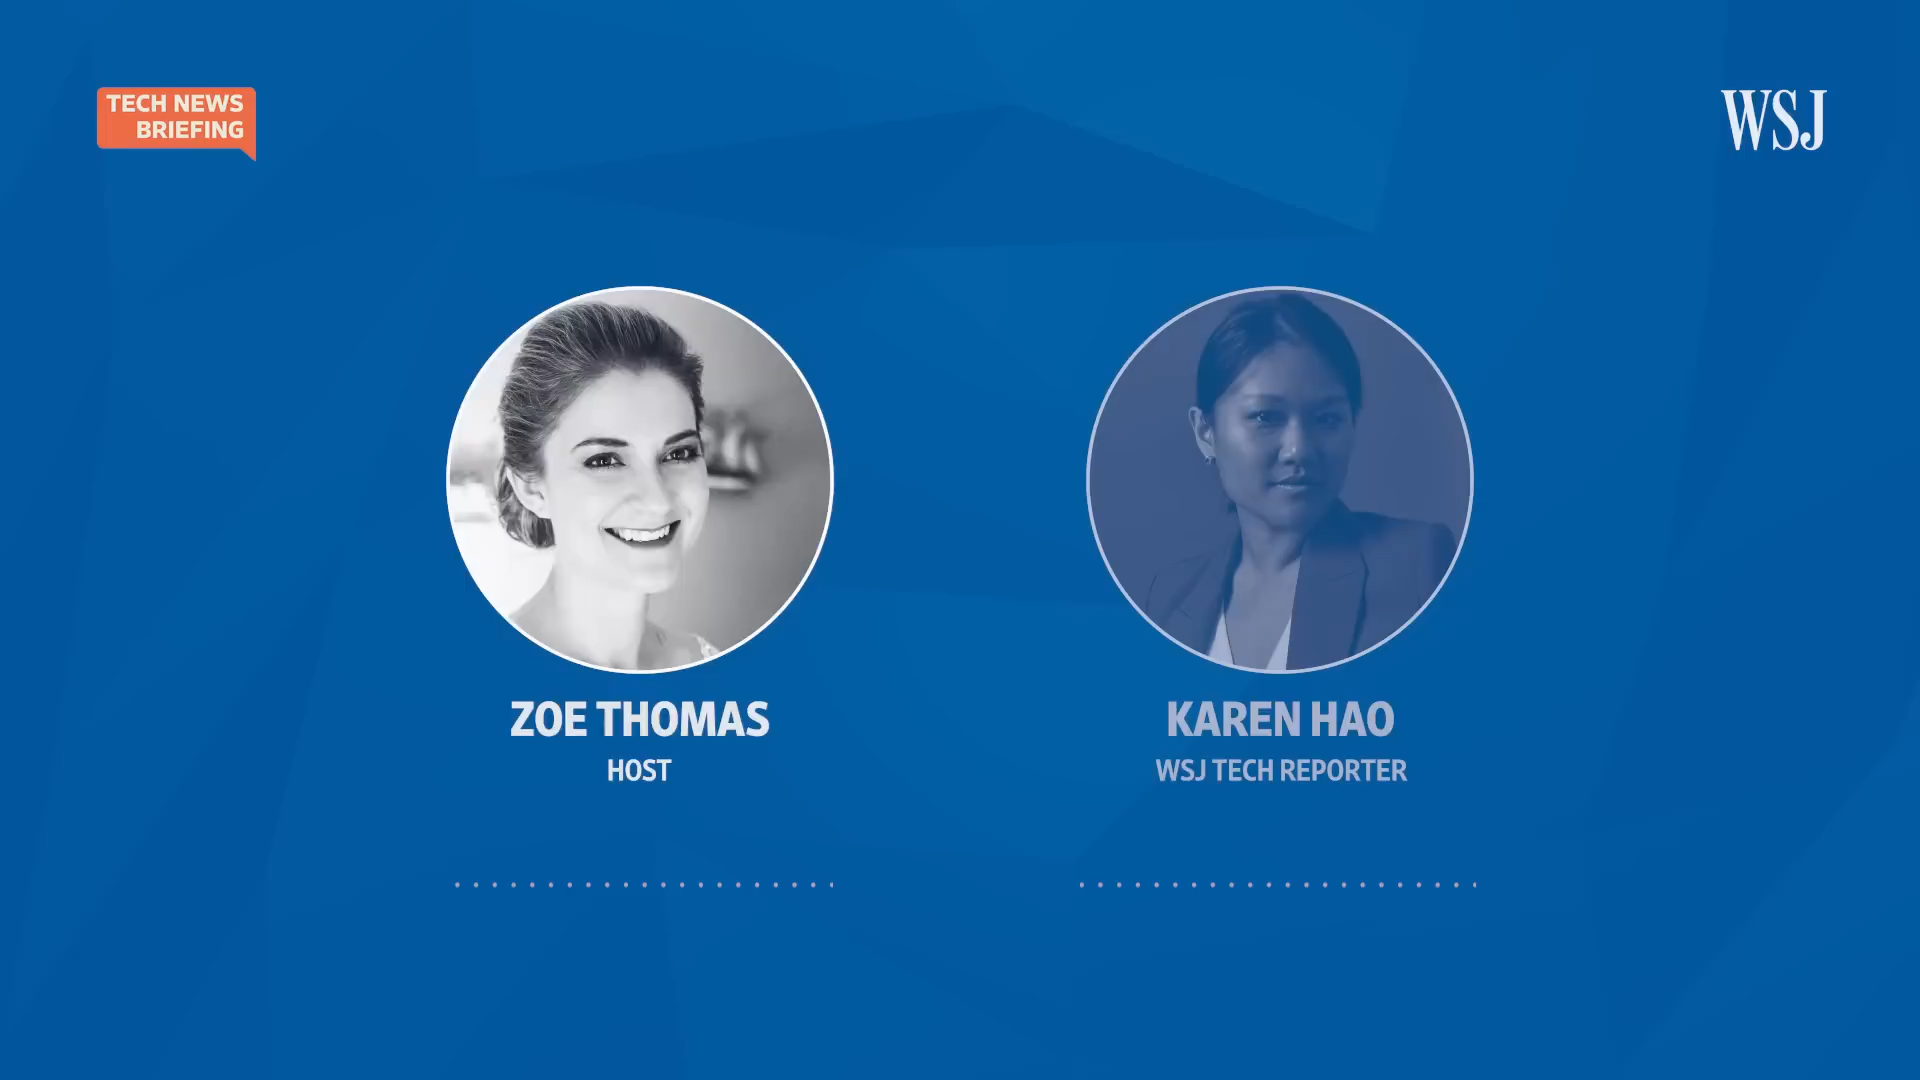 TECH NEWS
BRIEFING
WSJ
ZOE THOMAS
HOST
KAREN HAO
WSJ TECH REPORTER